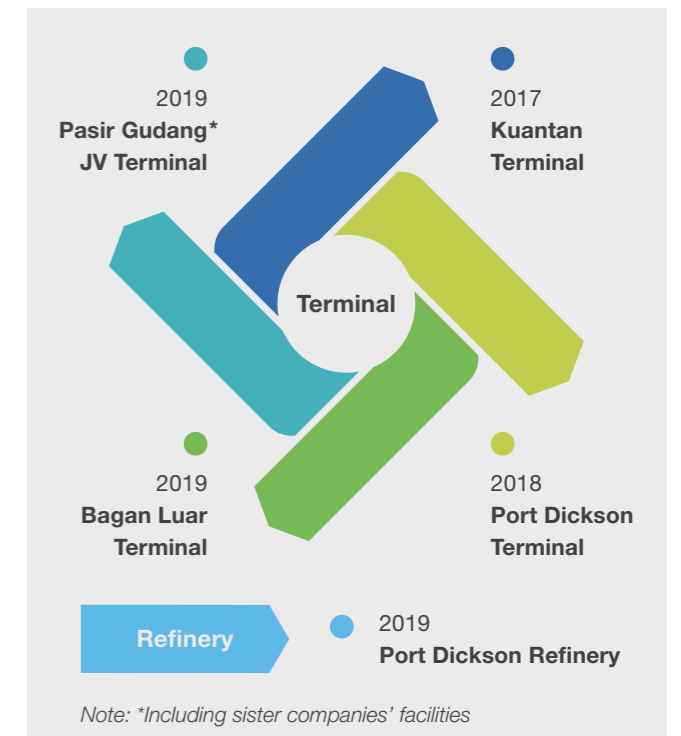 2019
Pasir Gudang*
JV Terminal
2017
Kuantan
Terminal
Terminal
2019
Bagan Luar
Terminal
2018
Port Dickson
Terminal
Refinery
2019
Port Dickson Refinery
Note: *Including sister companies’ facilities